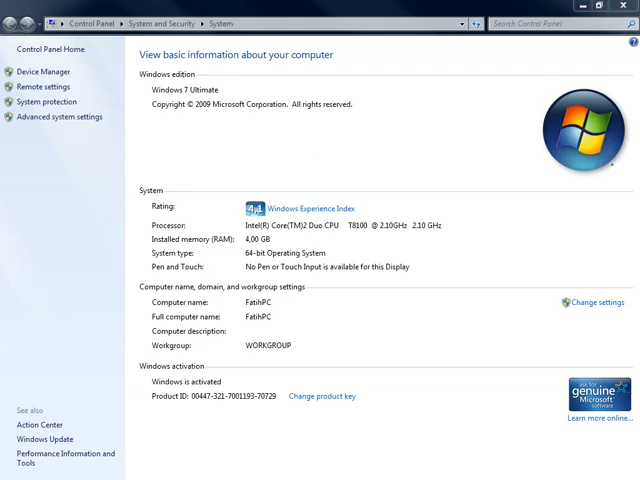 Control Panel ▸ System and Security ▸ System
Search Control Panel
Control Panel Home
Device Manager
Remote settings
System protection
Advanced system settings
See also
Action Center
Windows Update
Performance Information and
Tools
View basic information about your computer
Windows edition
Windows 7 Ultimate
Copyright © 2009 Microsoft Corporation. All rights reserved.
System
Rating: 4,1 Windows Experience Index
Processor: Intel(R) Core(TM)2 Duo CPU T8100 @ 2.10GHz 2.10 GHz
Installed memory (RAM): 4,00 GB
System type: 64-bit Operating System
Pen and Touch: No Pen or Touch Input is available for this Display
Computer name, domain, and workgroup settings
Computer name: FatihPC
Change settings
Full computer name: FatihPC
Computer description:
Workgroup: WORKGROUP
Windows activation
Windows is activated
Product ID: 00447-321-7001193-70729 Change product key
ask for
genuine
Microsoft
software
Learn more online...